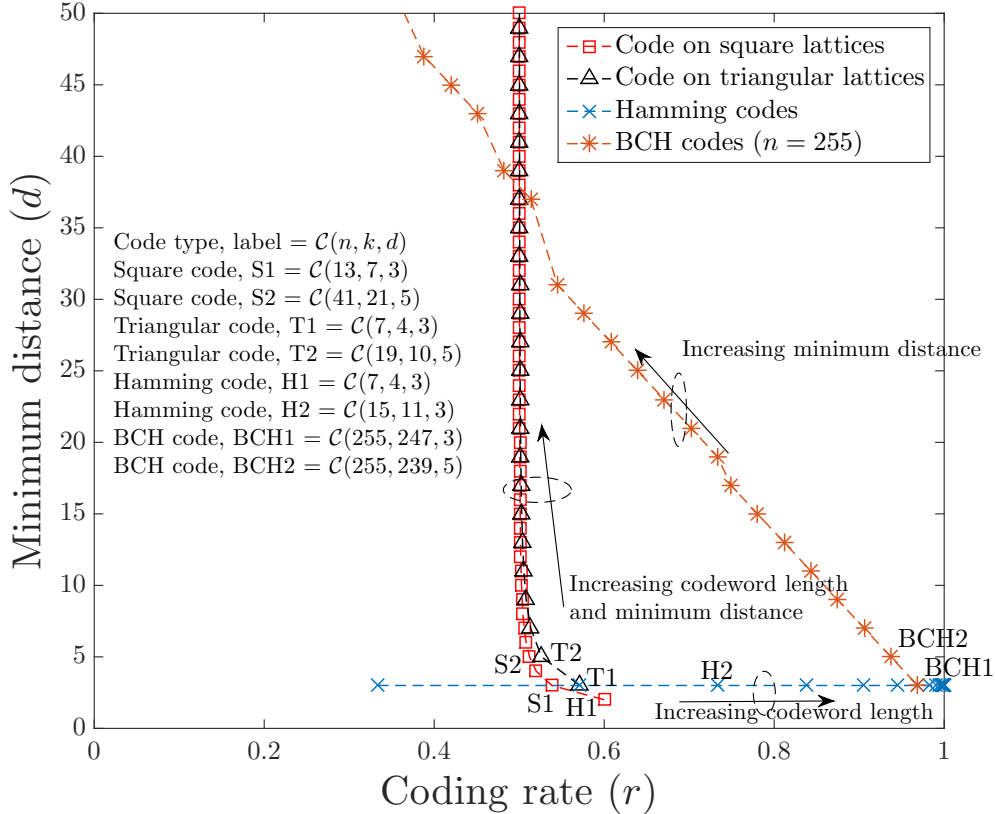 50
45
40
35
30
25
20
15
10
5
0
Minimum distance (d)
Code on square lattices
Code on triangular lattices
Hamming codes
BCH codes (n = 255)
Code type, label = C(n, k, d)
Square code, S1 = C(13, 7, 3)
Square code, S2 = C(41, 21, 5)
Triangular code, T1 = C(7, 4, 3)
Triangular code, T2 = C(19, 10, 5)
Hamming code, H1 = C(7, 4, 3)
Hamming code, H2 = C(15, 11, 3)
BCH code, BCH1 = C(255, 247, 3)
BCH code, BCH2 = C(255, 239, 5)
Increasing minimum distance
Increasing codeword length
and minimum distance
BCH2
T2
S2
BCH1
H2
T1
S1
H1
Increasing codeword length
0
0.2
0.4
0.6
0.8
1
Coding rate (r)